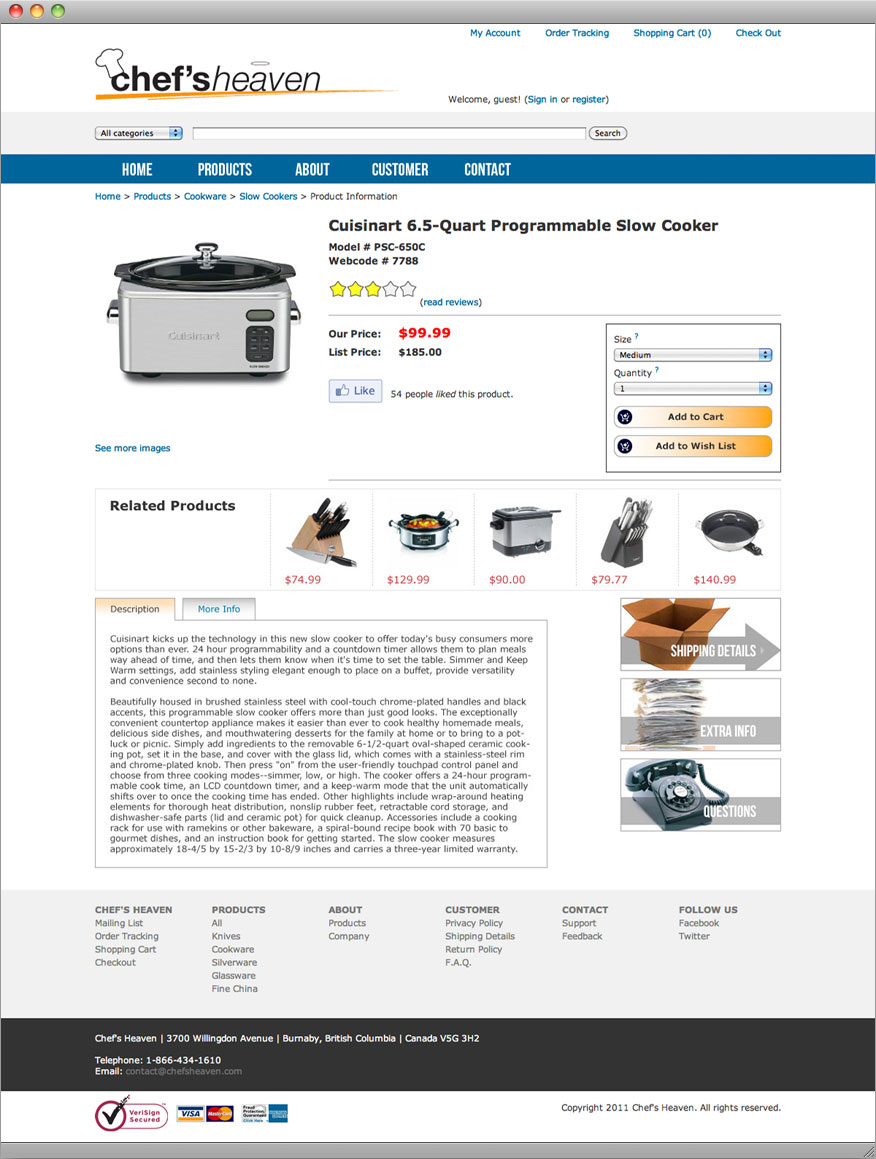 My Account Order Tracking Shopping Cart (0) Check Out
chef'sheaven
Welcome, guest! (Sign in or register)
All categories Search
HOME PRODUCTS ABOUT CUSTOMER CONTACT
Home > Products > Cookware > Slow Cookers > Product Information
Cuisinart 6.5-Quart Programmable Slow Cooker
Model # PSC-650C
Webcode # 7788
(read reviews)
Cuisinart
Our Price: $99.99
List Price: $185.00
Like 54 people liked this product.
Size ?
Medium
Quantity ?
1
Add to Cart
Add to Wish List
See more images
Related Products
$74.99 $129.99 $90.00 $79.77 $140.99
Description More Info
Cuisinart kicks up the technology in this new slow cooker to offer today's busy consumers more
options than ever. 24 hour programmability and a countdown timer allows them to plan meals
way ahead of time, and then lets them know when it's time to set the table. Simmer and Keep
Warm settings, add stainless styling elegant enough to place on a buffet, provide versatility
and convenience second to none.
Beautifully housed in brushed stainless steel with cool-touch chrome-plated handles and black
accents, this programmable slow cooker offers more than just good looks. The exceptionally
convenient countertop appliance makes it easier than ever to cook healthy homemade meals,
delicious side dishes, and mouthwatering desserts for the family at home or to bring to a pot-
luck or picnic. Simply add ingredients to the removable 6-1/2-quart oval-shaped ceramic cook-
ing pot, set it in the base, and cover with the glass lid, which comes with a stainless-steel rim
and chrome-plated knob. Then press "on" from the user-friendly touchpad control panel and
choose from three cooking modes--simmer, low, or high. The cooker offers a 24-hour program-
mable cook time, an LCD countdown timer, and a keep-warm mode that the unit automatically
shifts over to once the cooking time has ended. Other highlights include wrap-around heating
elements for thorough heat distribution, nonslip rubber feet, retractable cord storage, and
dishwasher-safe parts (lid and ceramic pot) for quick cleanup. Accessories include a cooking
rack for use with ramekins or other bakeware, a spiral-bound recipe book with 70 basic to
gourmet dishes, and an instruction book for getting started. The slow cooker measures
approximately 18-4/5 by 15-2/3 by 10-8/9 inches and carries a three-year limited warranty.
SHIPPING DETAILS
EXTRA INFO
QUESTIONS
CHEF'S HEAVEN
Mailing List
Order Tracking
Shopping Cart
Checkout
PRODUCTS
All
Knives
Cookware
Silverware
Glassware
Fine China
ABOUT
Products
Company
CUSTOMER
Privacy Policy
Shipping Details
Return Policy
F.A.Q.
CONTACT
Support
Feedback
FOLLOW US
Facebook
Twitter
Chef's Heaven | 3700 Willingdon Avenue | Burnaby, British Columbia | Canada V5G 3H2
Telephone: 1-866-434-1610
Email: contact@chefsheaven.com
VeriSign
Secured
VISA MasterCard
Fraud
Protection
Guarantee
Click Here
Copyright 2011 Chef's Heaven. All rights reserved.